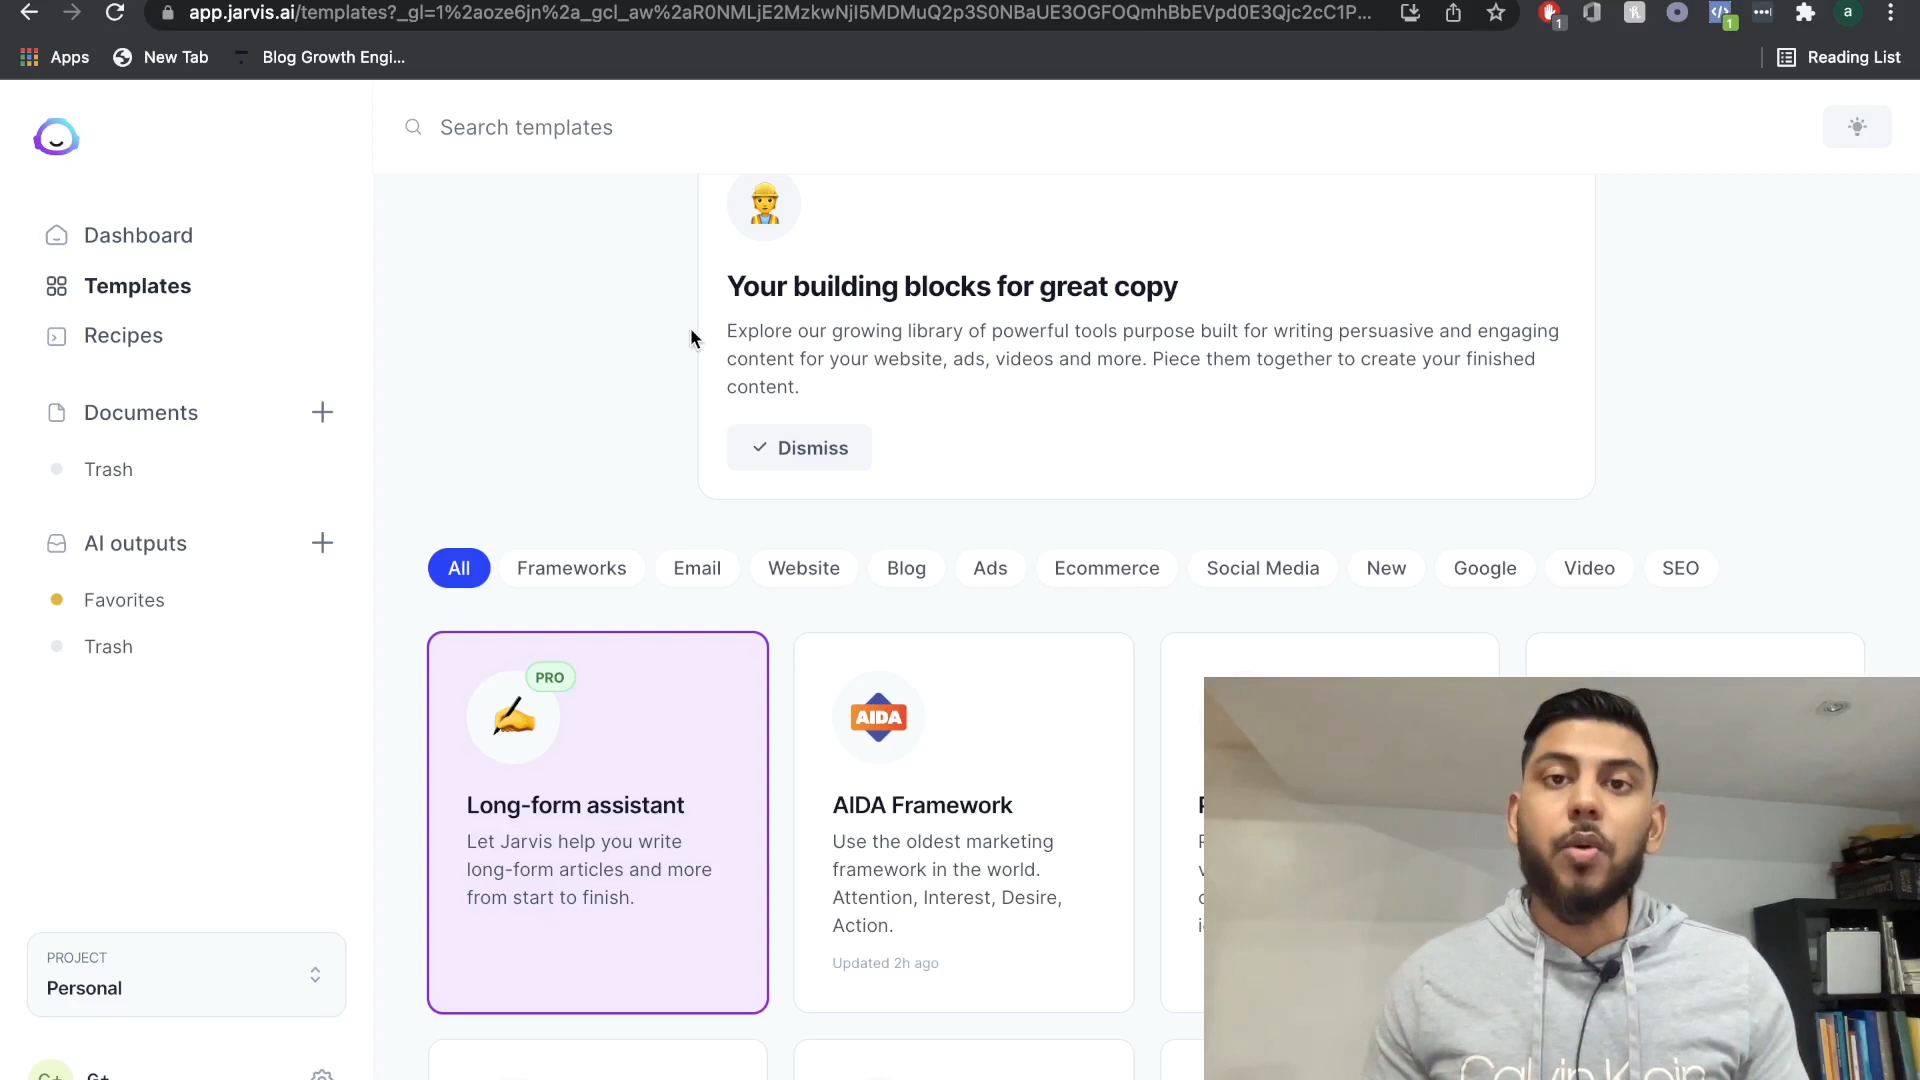 app.jarvis.ai/templates?_gl=1%2aoze6jn%2a_gcl_aw%2aR0NMLjE2MzkwNjI5MDMuQ2p3S0NBaUE3OGFOQmhBbEVpd0E3Qjc2cC1P...
1
1
a
Apps
New Tab
Blog Growth Engi...
Reading List
Search templates
Dashboard
Templates
Recipes
Documents
Trash
AI outputs
Favorites
Trash
PROJECT
Personal
G+
G+
Your building blocks for great copy
Explore our growing library of powerful tools purpose built for writing persuasive and engaging
content for your website, ads, videos and more. Piece them together to create your finished
content.
Dismiss
All
Frameworks
Email
Website
Blog
Ads
Ecommerce
Social Media
New
Google
Video
SEO
PRO
Long-form assistant
Let Jarvis help you write
long-form articles and more
from start to finish.
AIDA
AIDA Framework
Use the oldest marketing
framework in the world.
Attention, Interest, Desire,
Action.
Updated 2h ago
Calvin Klein